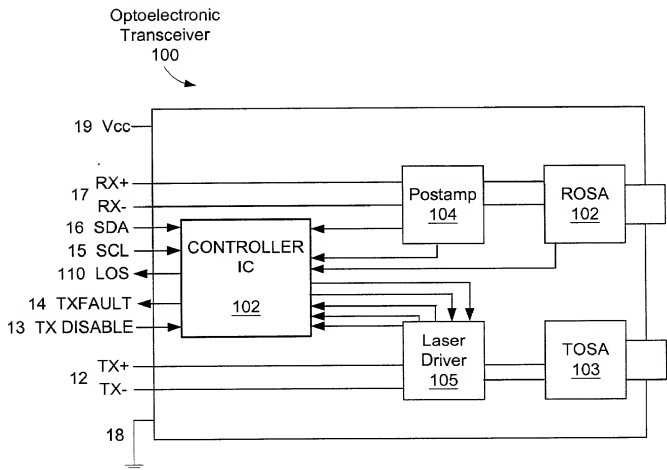 Optoelectronic
Transceiver
100
19 Vcc
17 RX+
RX-
16 SDA
15 SCL
110 LOS
14 TXFAULT
13 TX DISABLE
12 TX+
TX-
18
CONTROLLER
IC
102
Postamp
104
ROSA
102
Laser
Driver
105
TOSA
103